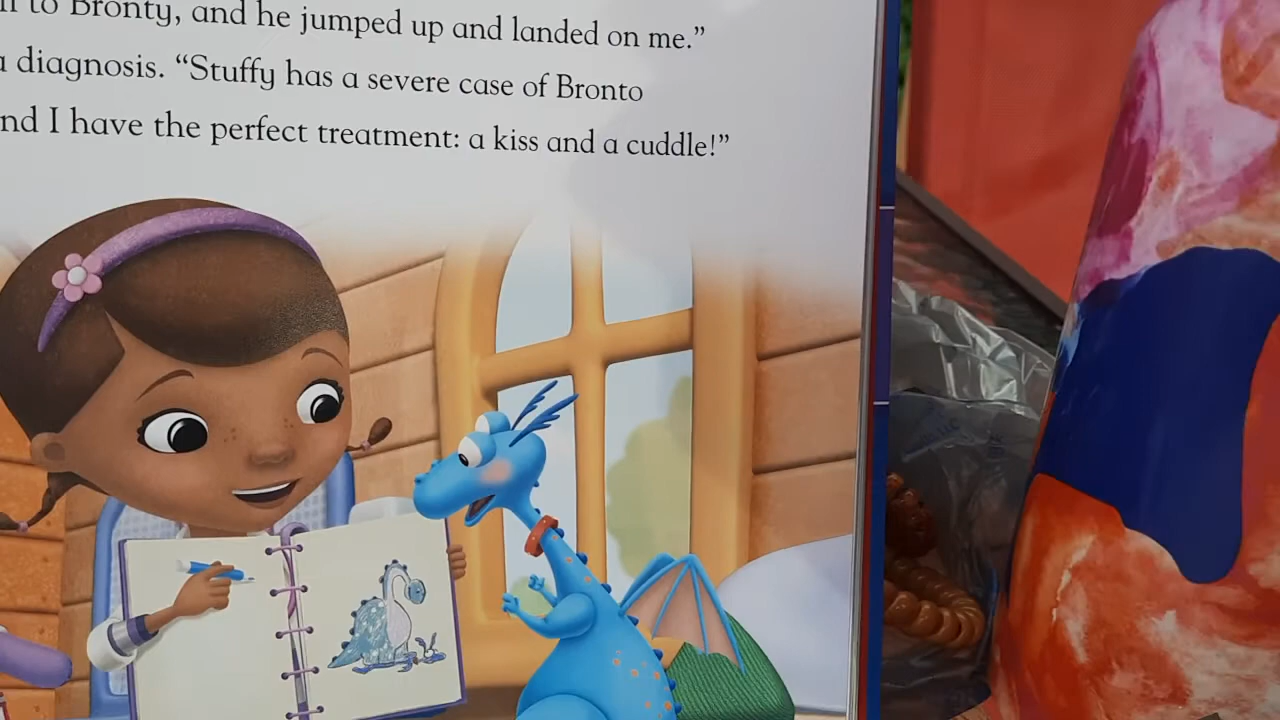 to Bronty, and he jumped up and landed on me.”
a diagnosis. “Stuffy has a severe case of Bronto
nd I have the perfect treatment: a kiss and a cuddle!”